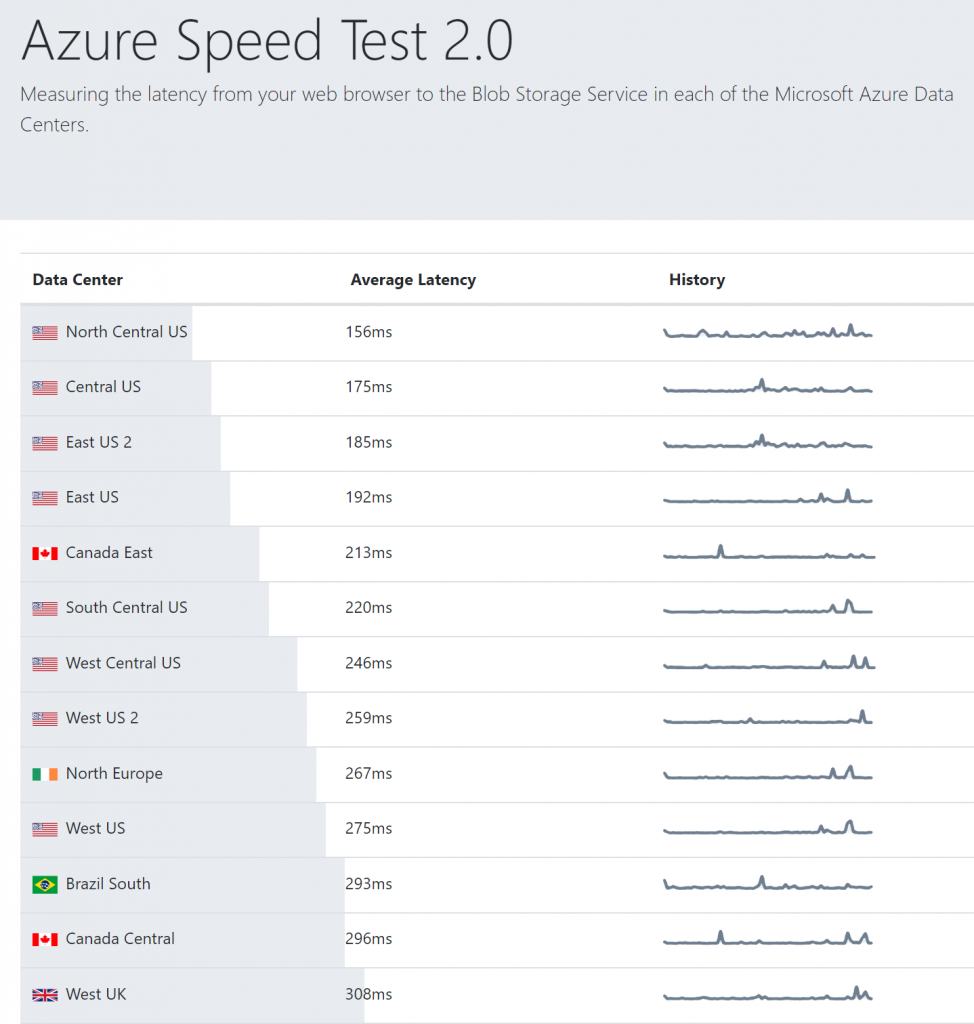 Azure Speed Test 2.0
Measuring the latency from your web browser to the Blob Storage Service in each of the Microsoft Azure Data
Centers.
Data Center Average Latency History
North Central US 156ms
Central US 175ms
East US 2 185ms
East US 192ms
Canada East 213ms
South Central US 220ms
West Central US 246ms
West US 2 259ms
North Europe 267ms
West US 275ms
Brazil South 293ms
Canada Central 296ms
West UK 308ms